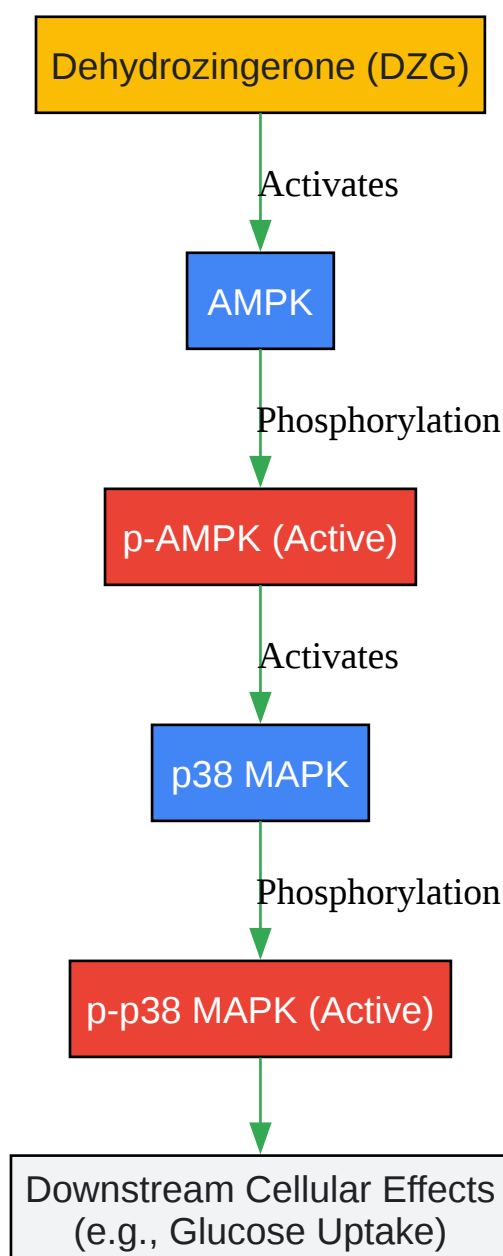 Dehydrozingerone (DZG)
Activates
AMPK
Phosphorylation
p-AMPK (Active)
Activates
p38 MAPK
Phosphorylation
p-p38 MAPK (Active)
Downstream Cellular Effects
(e.g., Glucose Uptake)